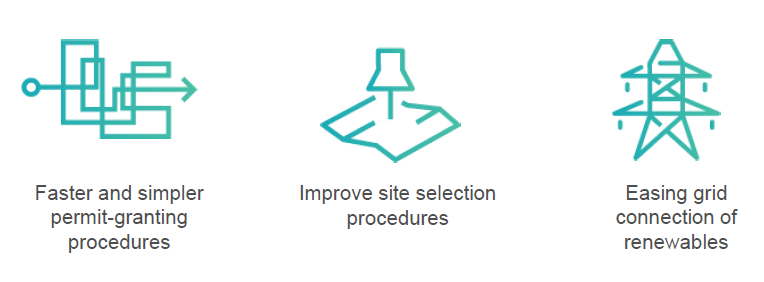 Faster and simpler
permit-granting
procedures
Improve site selection
procedures
Easing grid
connection of
renewables